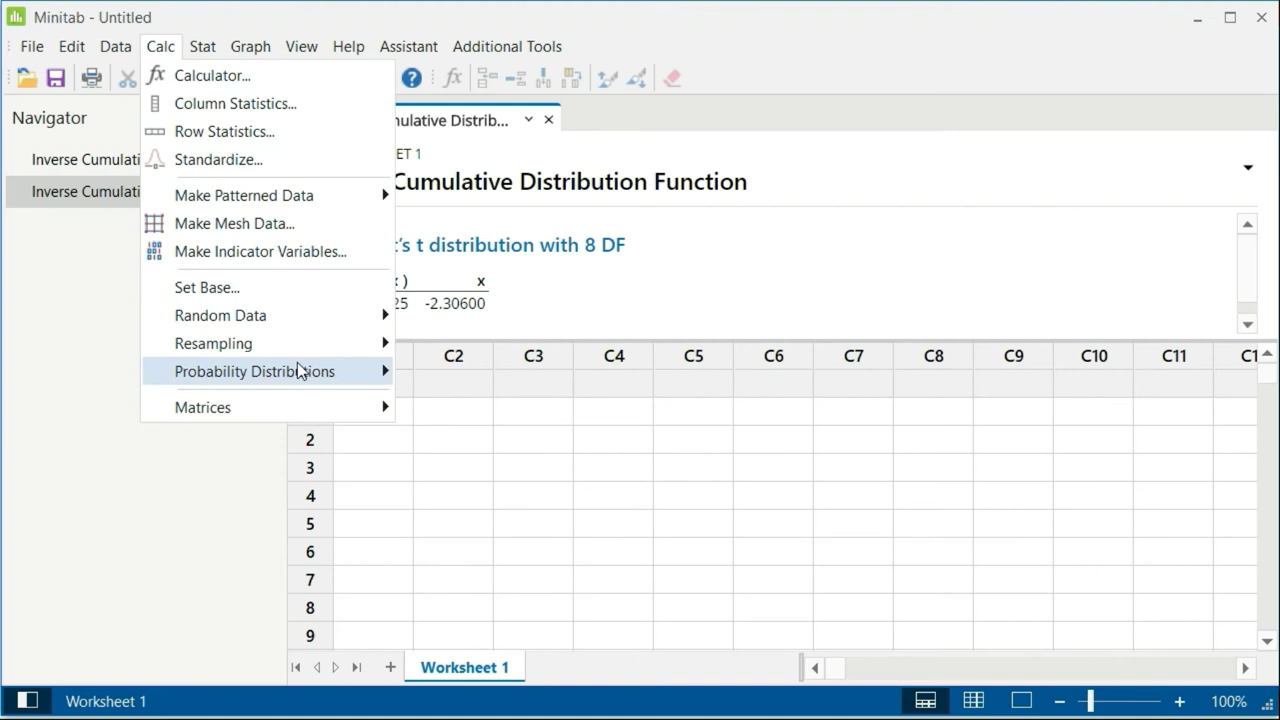 Minitab - Untitled
File Edit Data Calc Stat Graph View Help Assistant Additional Tools
fx Calculator...
fx
Column Statistics...
Row Statistics...
Standardize...
Make Patterned Data
Make Mesh Data...
Make Indicator Variables...
Set Base...
Random Data
Resampling
Probability Distributions
Matrices
Navigator
Inverse Cumulati
Inverse Cumulati
ulative Distrib...
ET 1
Cumulative Distribution Function
's t distribution with 8 DF
x ) x
25 -2.30600
C2 C3 C4 C5 C6 C7 C8 C9 C10 C11 C1
2
3
4
5
6
7
8
9
+ Worksheet 1
Worksheet 1 − + 100%